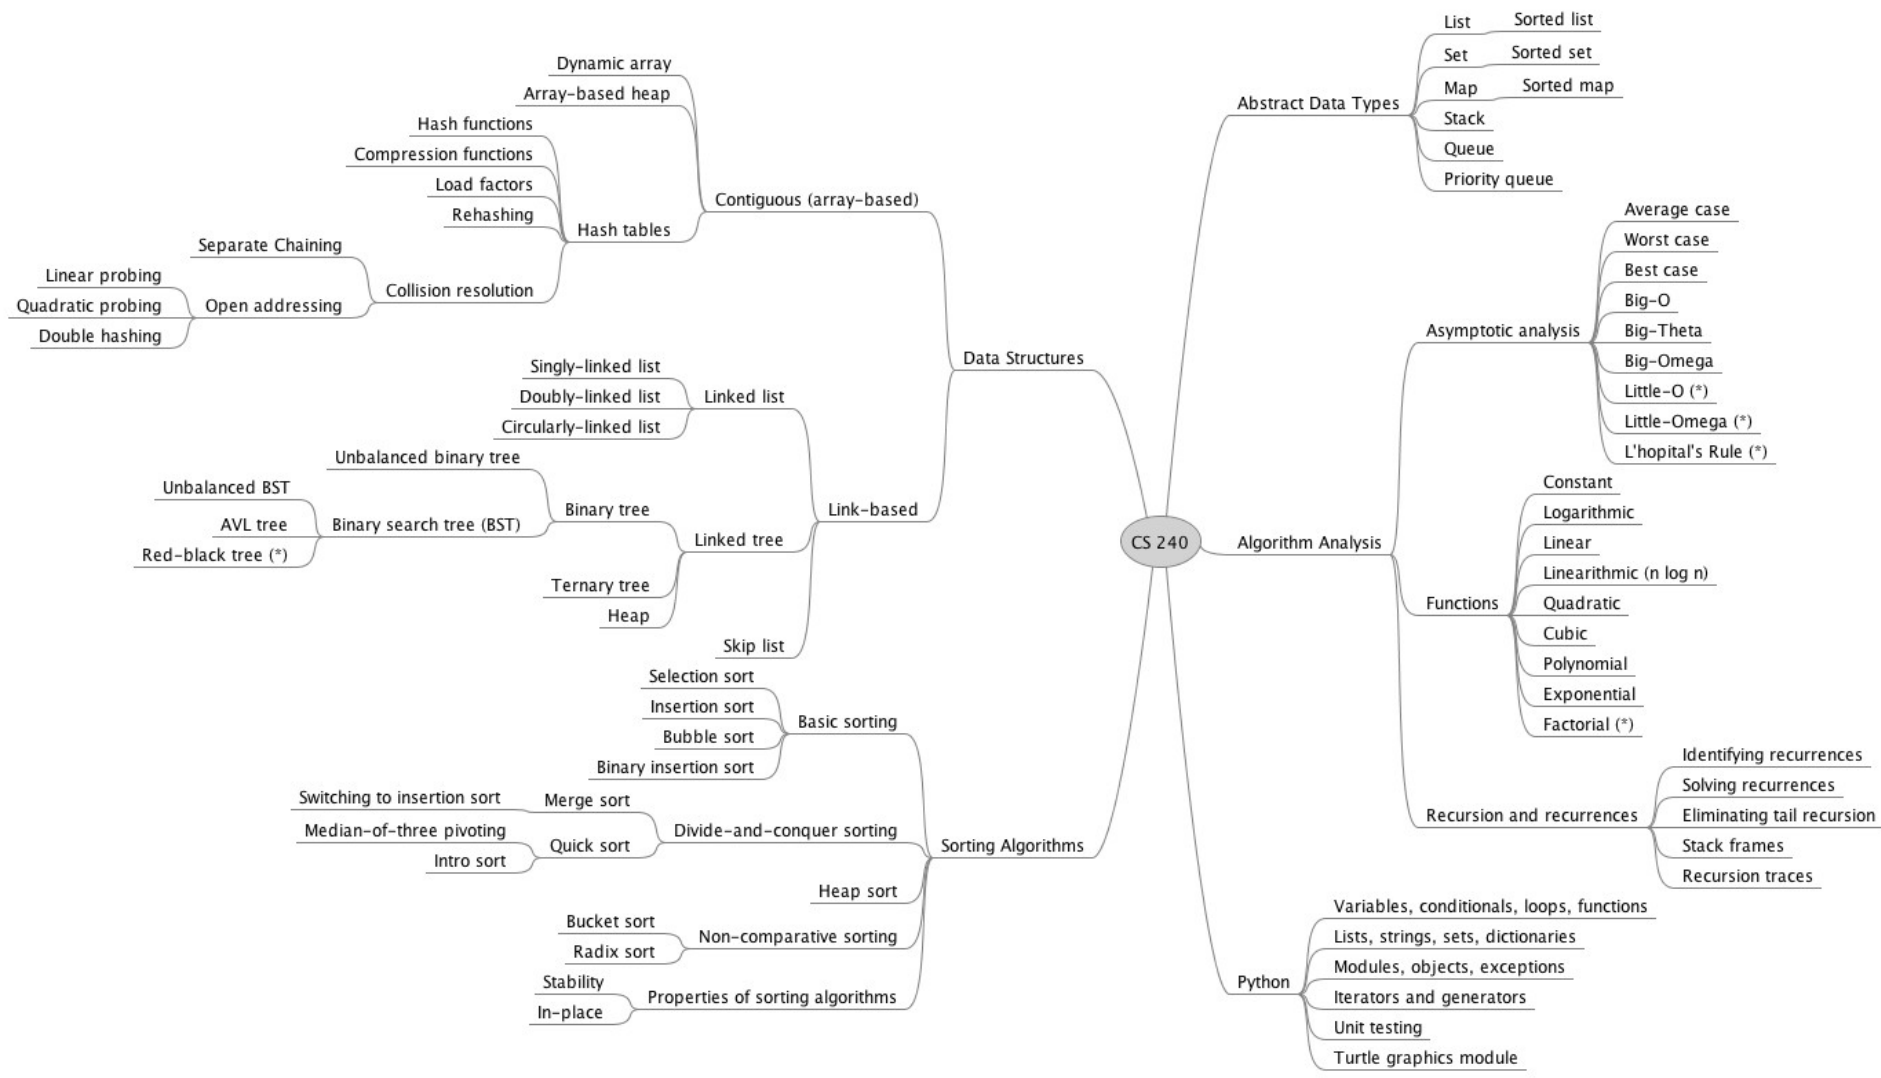 CS 240
Data Structures
Contiguous (array-based)
Dynamic array
Array-based heap
Hash tables
Hash functions
Compression functions
Load factors
Rehashing
Collision resolution
Separate Chaining
Open addressing
Linear probing
Quadratic probing
Double hashing
Link-based
Linked list
Singly-linked list
Doubly-linked list
Circularly-linked list
Linked tree
Binary tree
Unbalanced binary tree
Binary search tree (BST)
Unbalanced BST
AVL tree
Red-black tree (*)
Ternary tree
Heap
Skip list
Sorting Algorithms
Basic sorting
Selection sort
Insertion sort
Bubble sort
Binary insertion sort
Divide-and-conquer sorting
Merge sort
Switching to insertion sort
Quick sort
Median-of-three pivoting
Intro sort
Heap sort
Non-comparative sorting
Bucket sort
Radix sort
Properties of sorting algorithms
Stability
In-place
Abstract Data Types
List
Sorted list
Set
Sorted set
Map
Sorted map
Stack
Queue
Priority queue
Algorithm Analysis
Asymptotic analysis
Average case
Worst case
Best case
Big-O
Big-Theta
Big-Omega
Little-O (*)
Little-Omega (*)
L'hopital's Rule (*)
Functions
Constant
Logarithmic
Linear
Linearithmic (n log n)
Quadratic
Cubic
Polynomial
Exponential
Factorial (*)
Recursion and recurrences
Identifying recurrences
Solving recurrences
Eliminating tail recursion
Stack frames
Recursion traces
Python
Variables, conditionals, loops, functions
Lists, strings, sets, dictionaries
Modules, objects, exceptions
Iterators and generators
Unit testing
Turtle graphics module